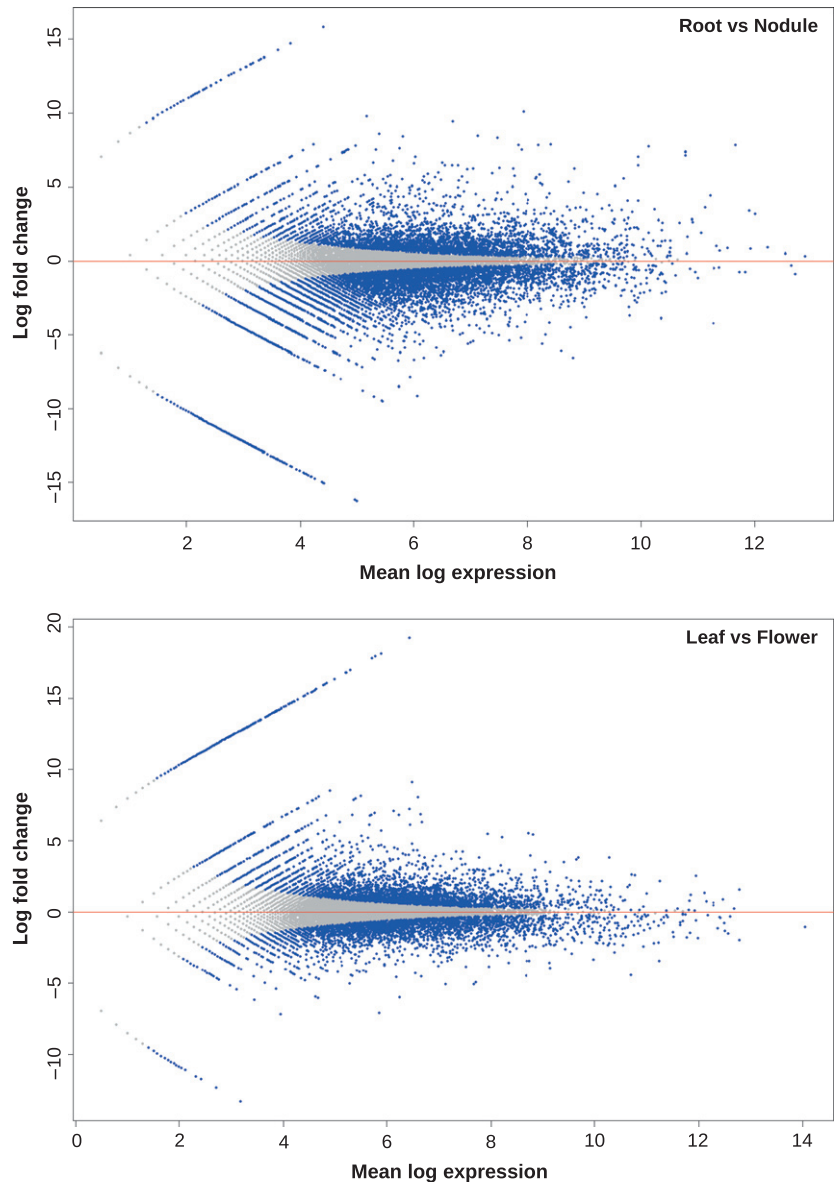 Root vs Nodule
15
10
5
0
−5
−10
−15
Log fold change
2 4 6 8 10 12
Mean log expression
Leaf vs Flower
20
15
10
5
0
−5
−10
Log fold change
0 2 4 6 8 10 12 14
Mean log expression